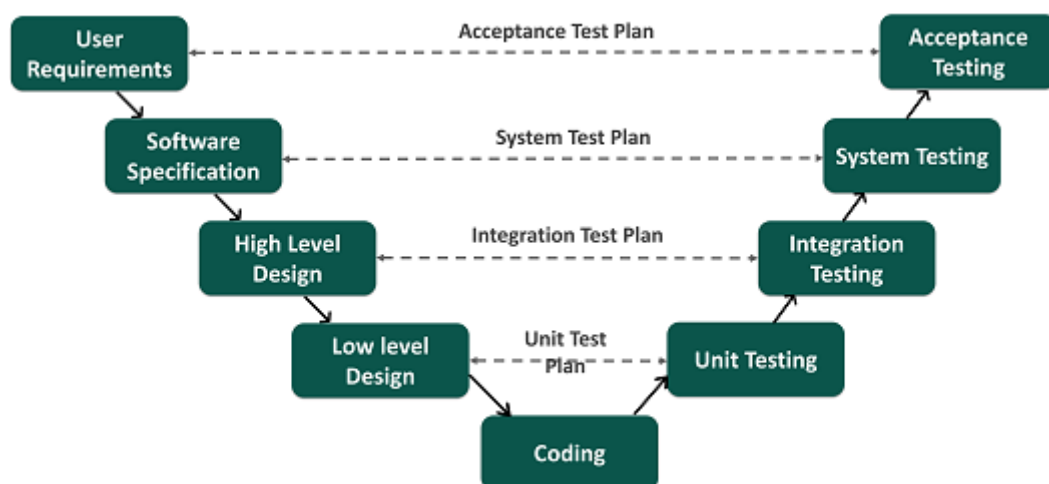 User
Requirements
Acceptance Test Plan
Acceptance
Testing
Software
Specification
System Test Plan
System Testing
High Level
Design
Integration Test Plan
Integration
Testing
Low level
Design
Unit Test
Plan
Unit Testing
Coding